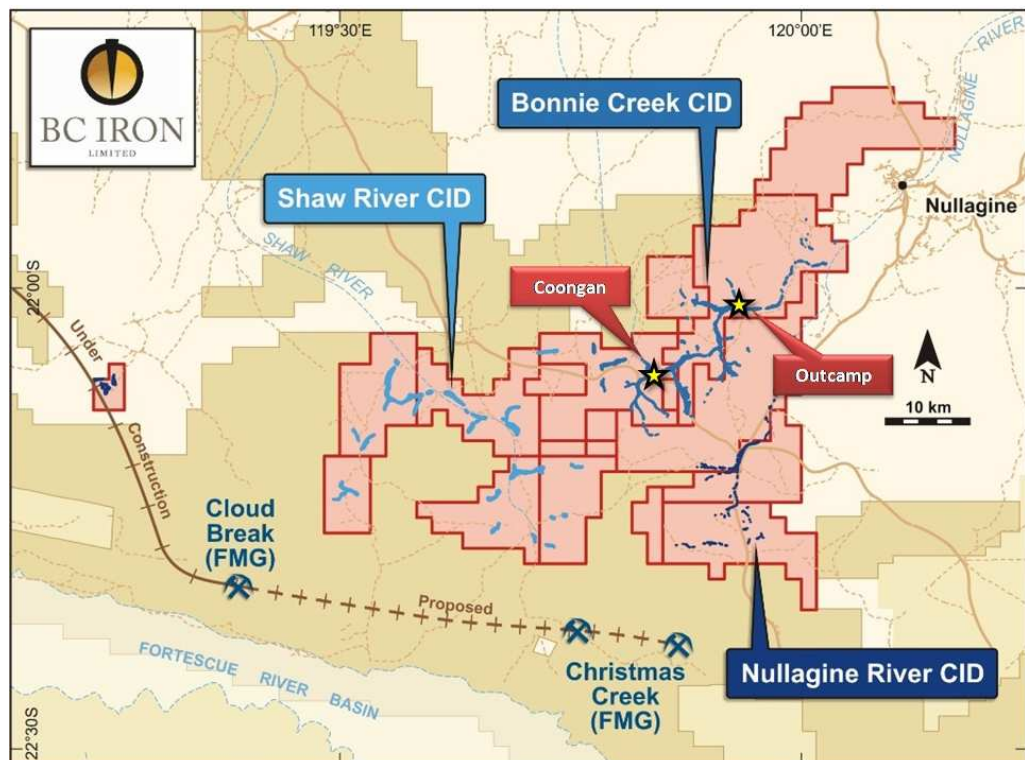 119°30'E
120°00'E
BC IRON
LIMITED
Bonnie Creek CID
NULLAGINE
RIVER
Shaw River CID
Nullagine
SHAW RIVER
22°00'S
Coongan
Under
Construction
Outcamp
N
10 km
Cloud
Break
(FMG)
Proposed
Christmas
Creek
(FMG)
Nullagine River CID
FORTESCUE RIVER
BASIN
22°30'S